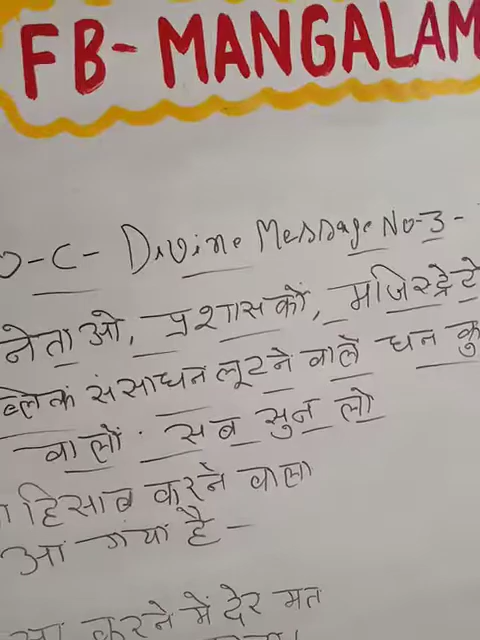 FB- MANGALAM
-C- Divine Message No-3-
नेताओ, प्रशासकों, मजिस्ट्रेटे
ब्लिक संसाधन लूटने वाले धन कु
वालों . सब सुन लो
हिसाब करने वाला
आ गया है -
करने में देर मत